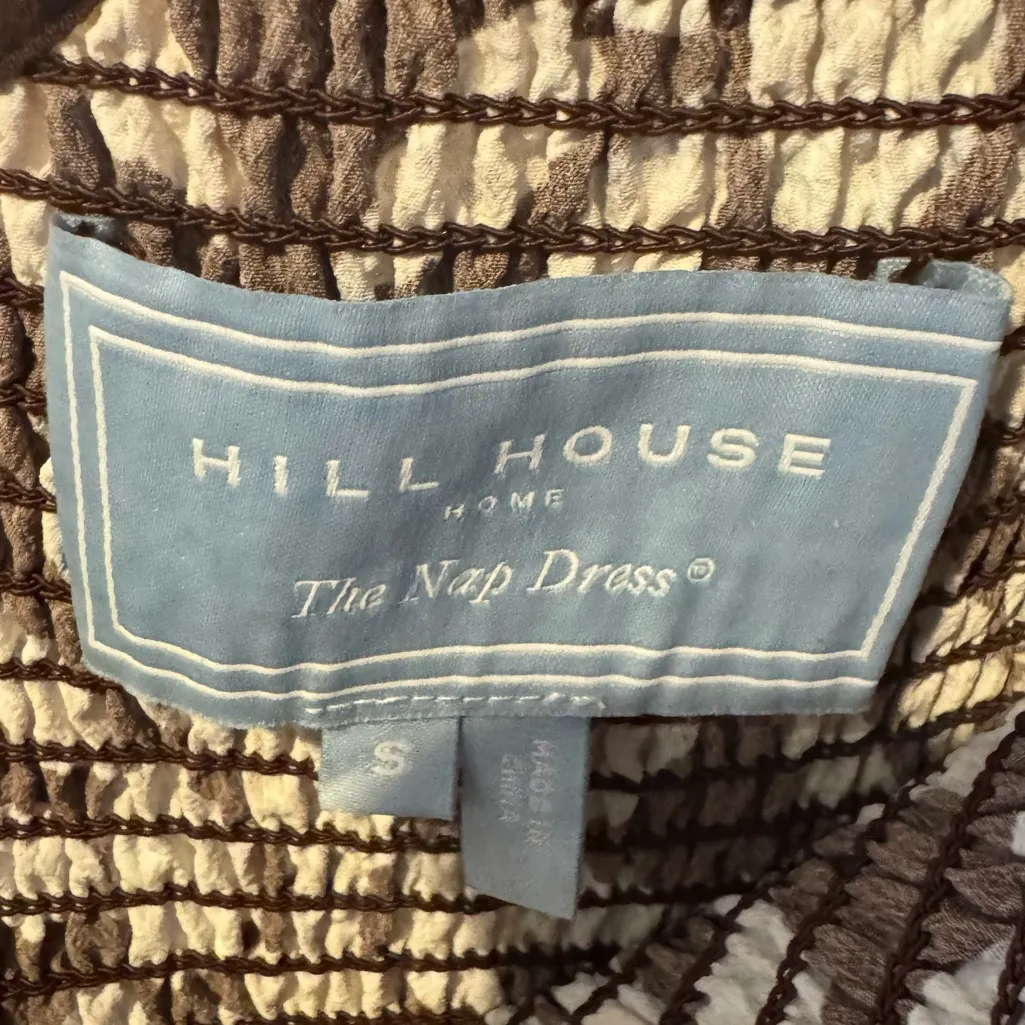 HILL HOUSE
HOME
The Nap Dress®
S
MADE IN
CHINA